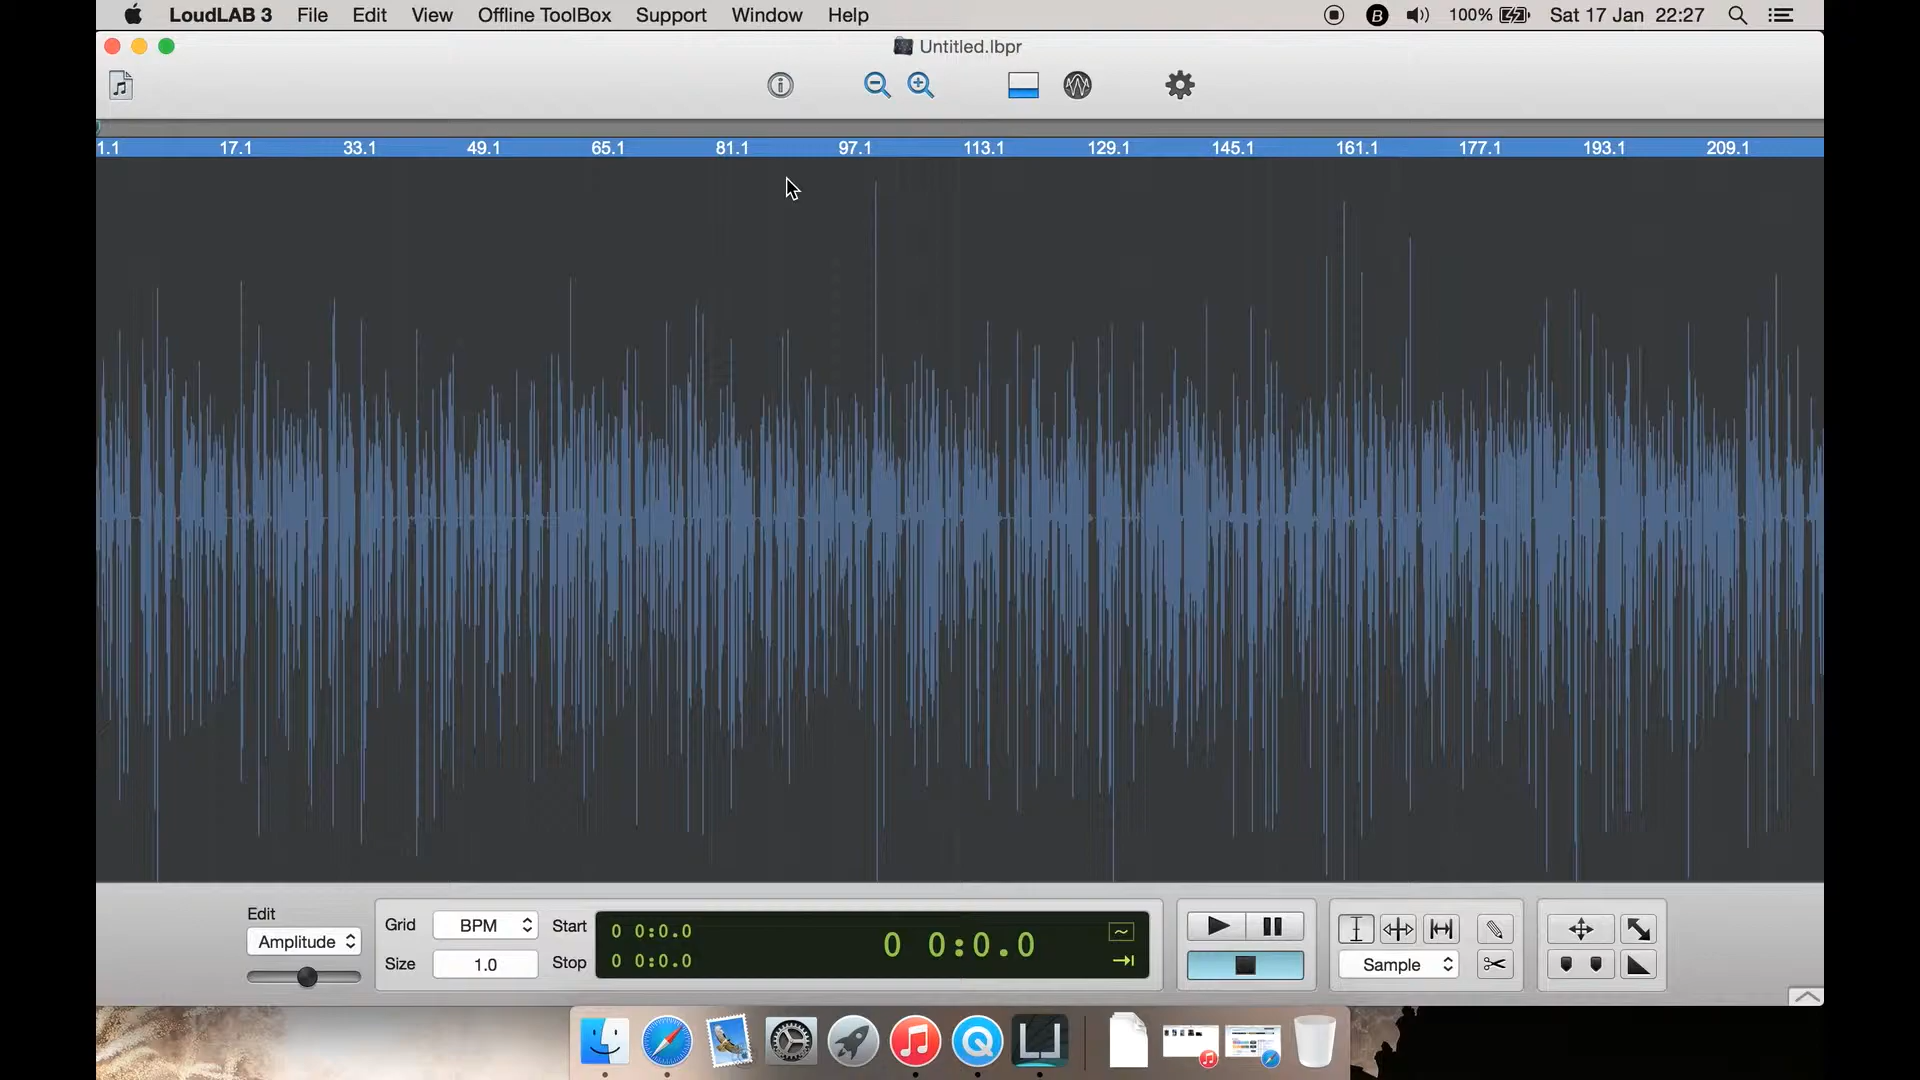 LoudLAB 3 File Edit View Offline ToolBox Support Window Help 100% Sat 17 Jan 22:27
Untitled.lbpr
1.1 17.1 33.1 49.1 65.1 81.1 97.1 113.1 129.1 145.1 161.1 177.1 193.1 209.1
Edit
Amplitude
Grid BPM Start 0 0:0.0
Size 1.0 Stop 0 0:0.0
0 0:0.0
Sample